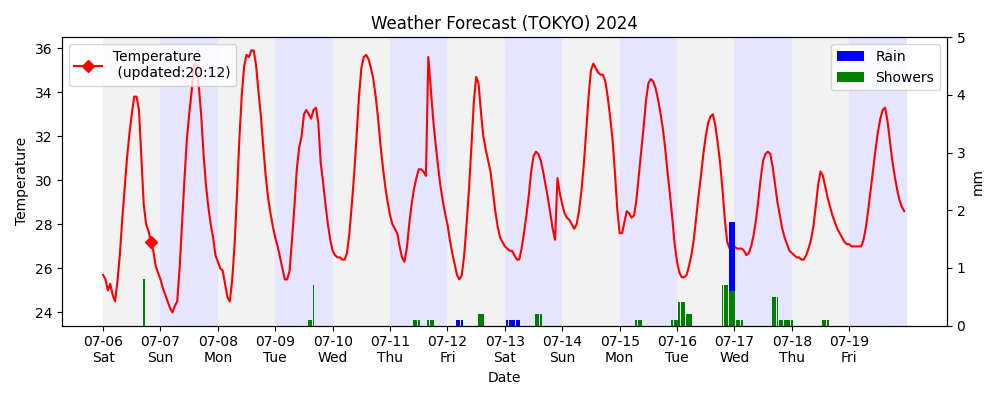 Weather Forecast (TOKYO) 2024
Temperature
(updated:20:12)
Rain
Showers
36
34
32
30
28
26
24
Temperature
5
4
3
2
1
0
mm
07-06 07-07 07-08 07-09 07-10 07-11 07-12 07-13 07-14 07-15 07-16 07-17 07-18 07-19
Sat Sun Mon Tue Wed Thu Fri Sat Sun Mon Tue Wed Thu Fri
Date